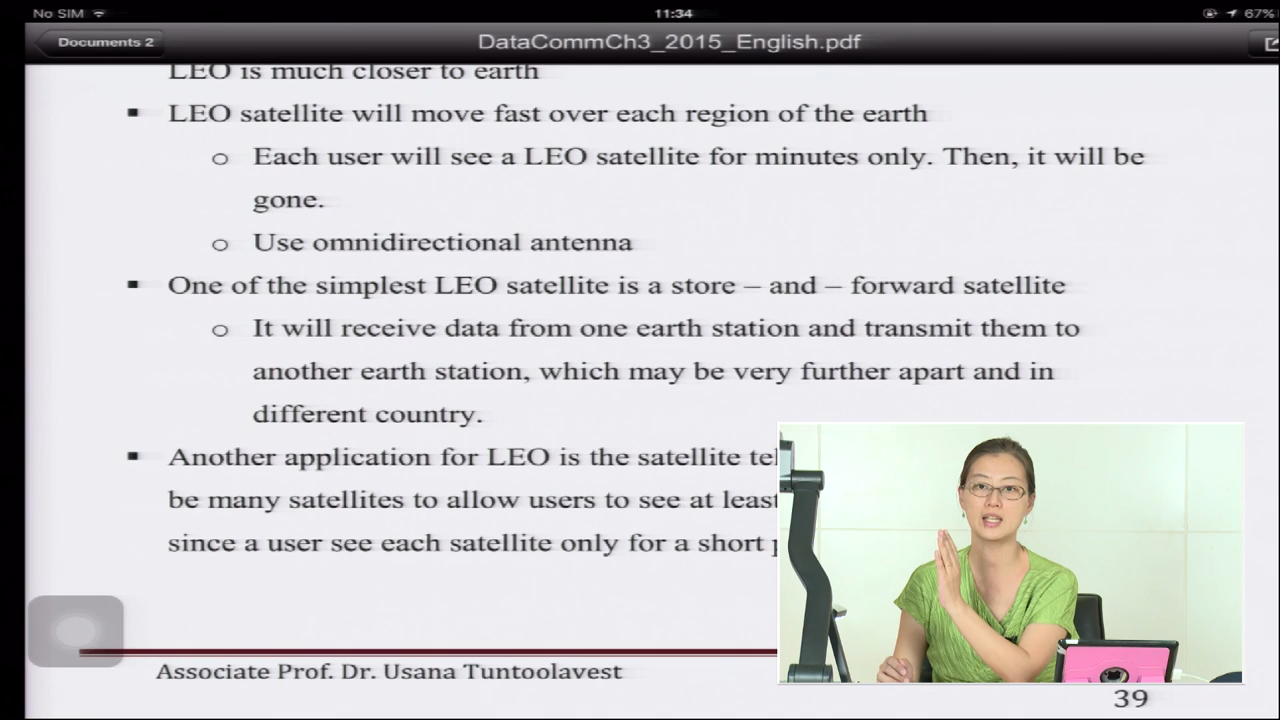 No SIM 11:34 67%
Documents 2 DataCommCh3_2015_English.pdf
LEO is much closer to earth
▪ LEO satellite will move fast over each region of the earth
o Each user will see a LEO satellite for minutes only. Then, it will be
gone.
o Use omnidirectional antenna
▪ One of the simplest LEO satellite is a store – and – forward satellite
o It will receive data from one earth station and transmit them to
another earth station, which may be very further apart and in
different country.
▪ Another application for LEO is the satellite
be many satellites to allow users to see at least
since a user see each satellite only for a short
Associate Prof. Dr. Usana Tuntoolavest
39